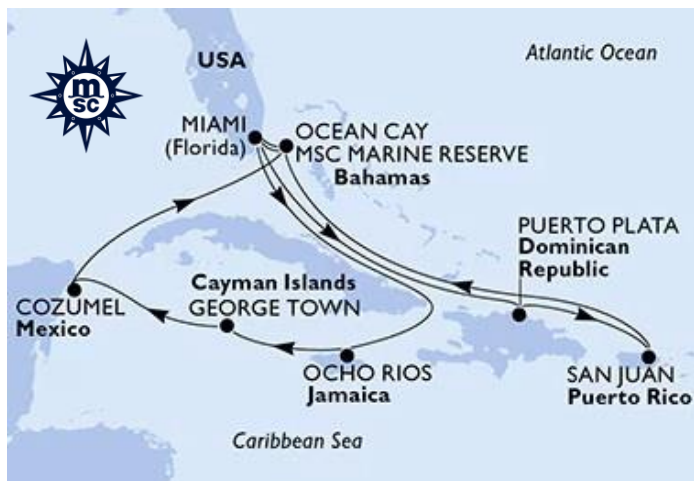 m
sc
USA
Atlantic Ocean
MIAMI
(Florida)
OCEAN CAY
MSC MARINE RESERVE
Bahamas
PUERTO PLATA
Dominican
Republic
Cayman Islands
GEORGE TOWN
COZUMEL
Mexico
OCHO RIOS
Jamaica
SAN JUAN
Puerto Rico
Caribbean Sea